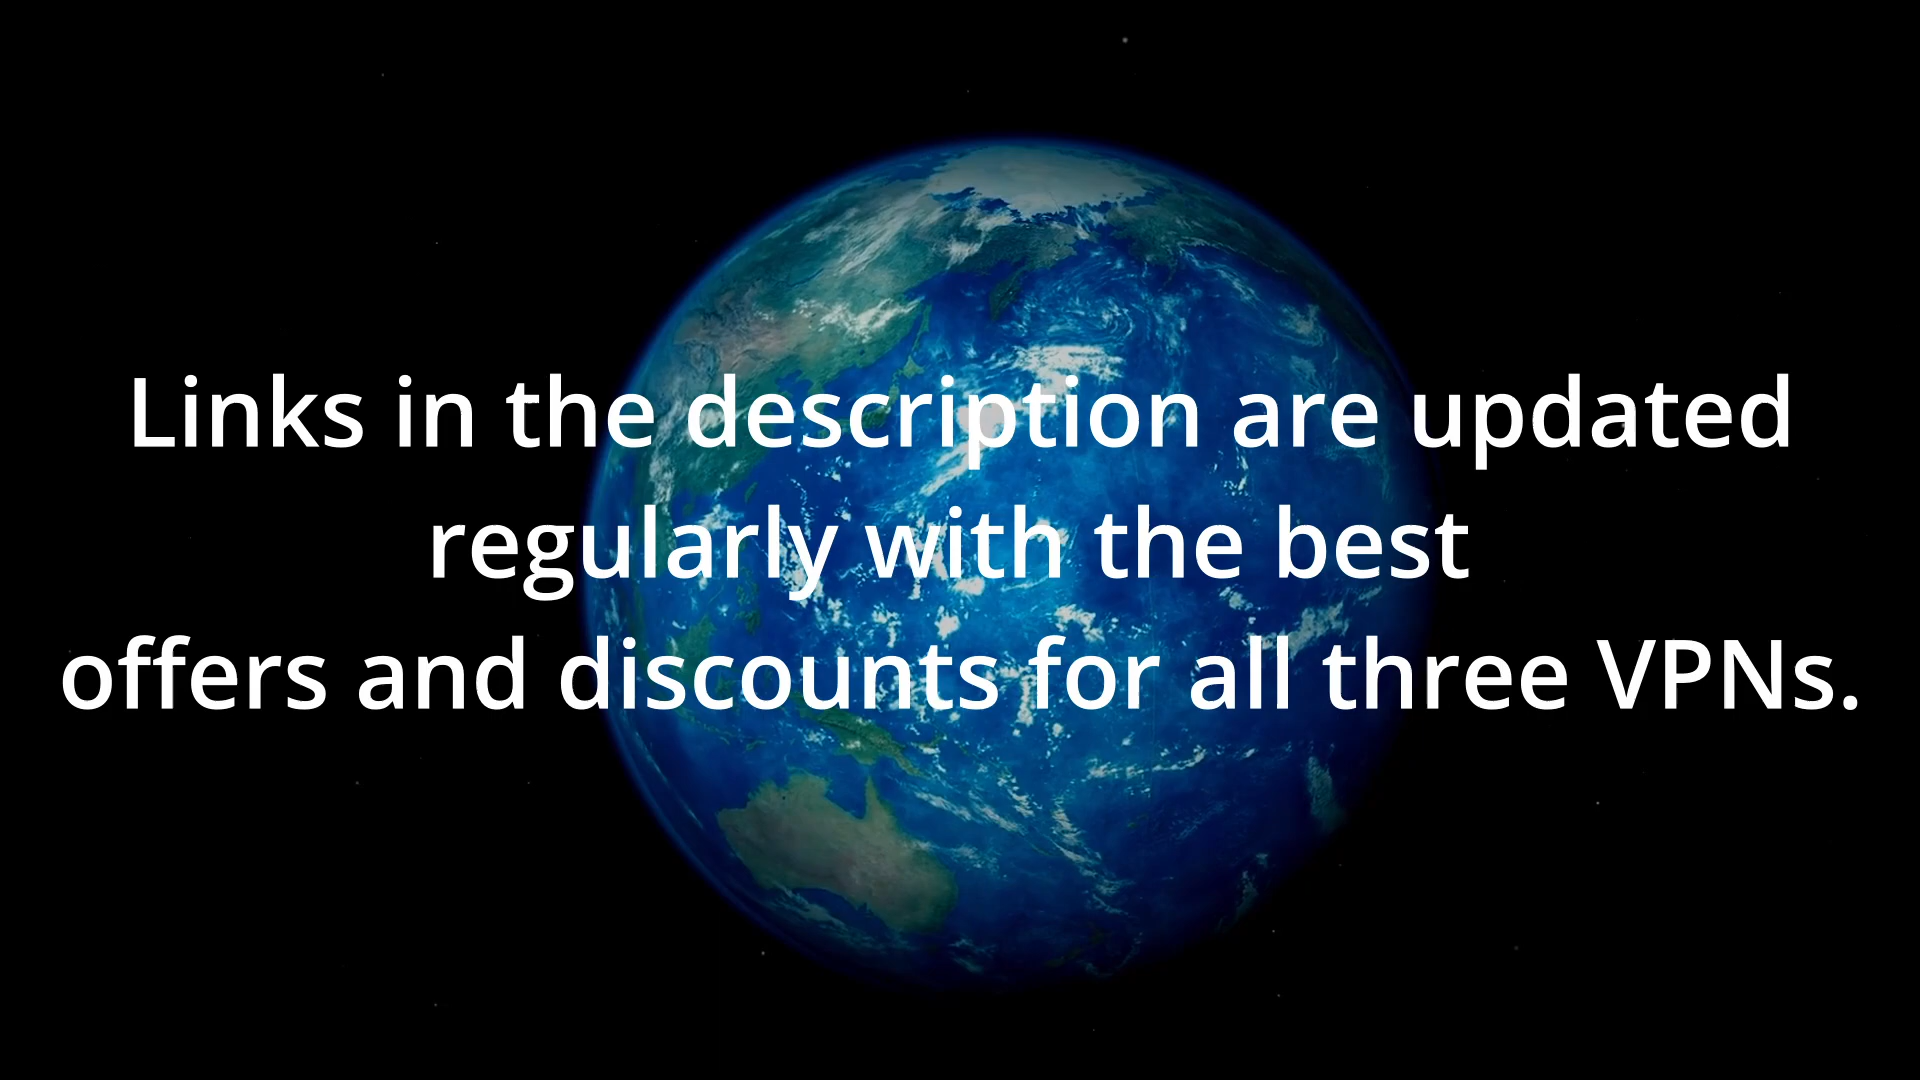 Links in the description are updated
regularly with the best
offers and discounts for all three VPNs.